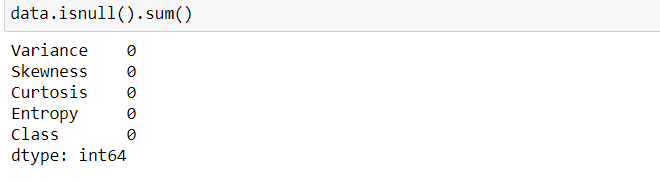 data.isnull().sum()
Variance    0
Skewness    0
Curtosis    0
Entropy     0
Class       0
dtype: int64